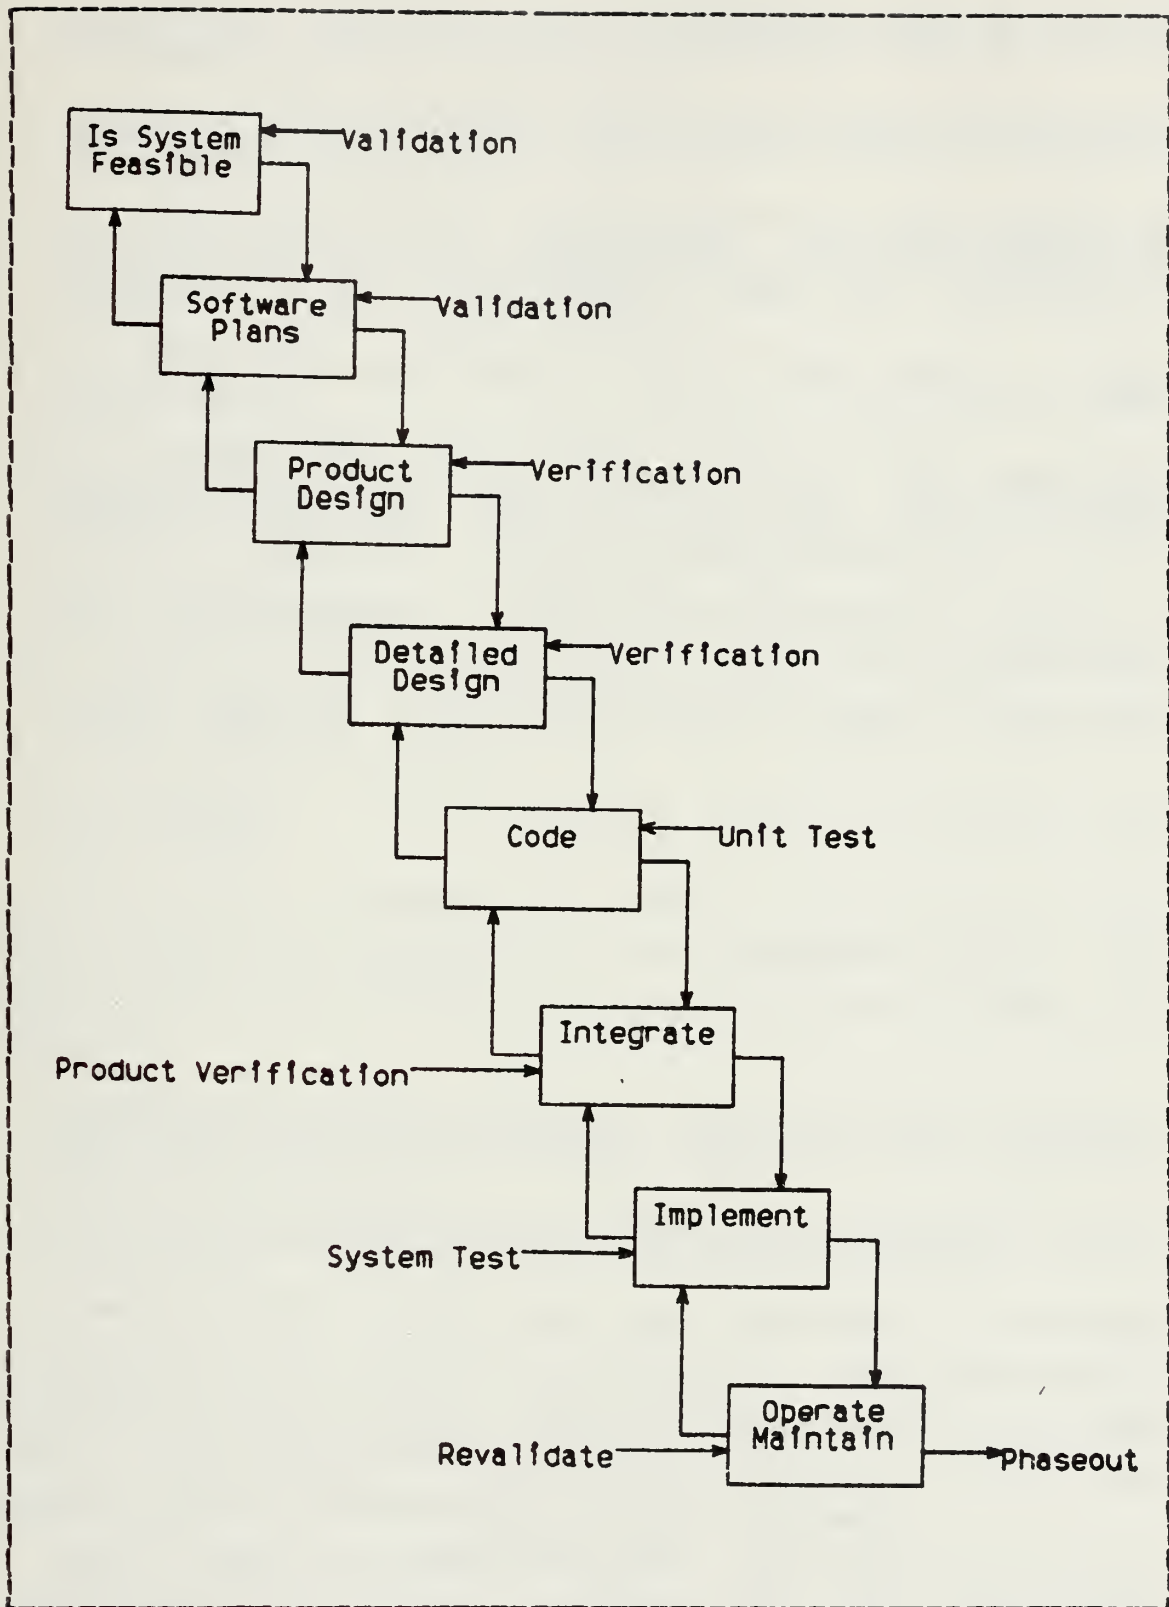 Is System
Feasible
Validation
Software
Plans
Validation
Product
Design
Verification
Detailed
Design
Verification
Code
Unit Test
Integrate
Product Verification
Implement
System Test
Operate
Maintain
Revalidate
Phaseout